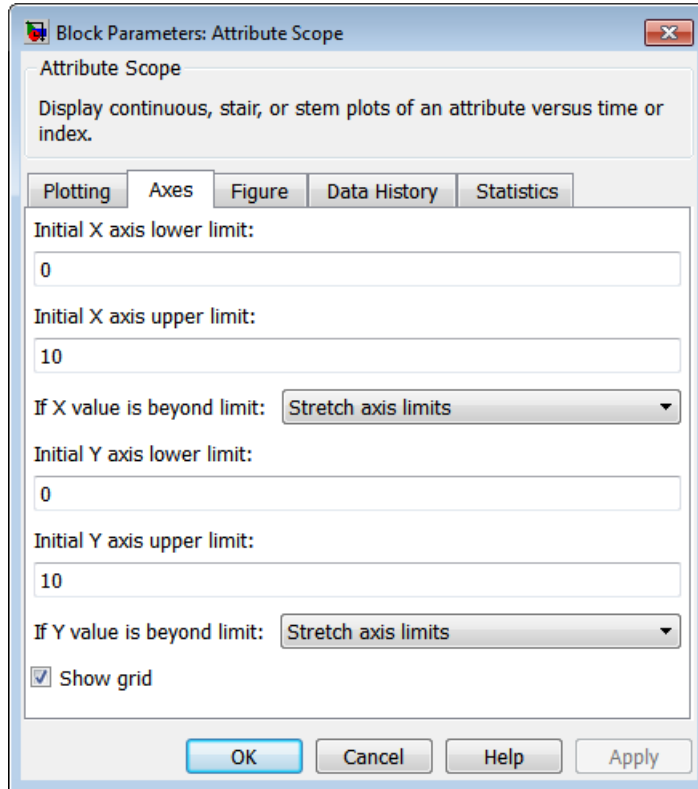 Block Parameters: Attribute Scope
Attribute Scope
Display continuous, stair, or stem plots of an attribute versus time or
index.
Plotting Axes Figure Data History Statistics
Initial X axis lower limit:
0
Initial X axis upper limit:
10
If X value is beyond limit: Stretch axis limits
Initial Y axis lower limit:
0
Initial Y axis upper limit:
10
If Y value is beyond limit: Stretch axis limits
Show grid
OK Cancel Help Apply